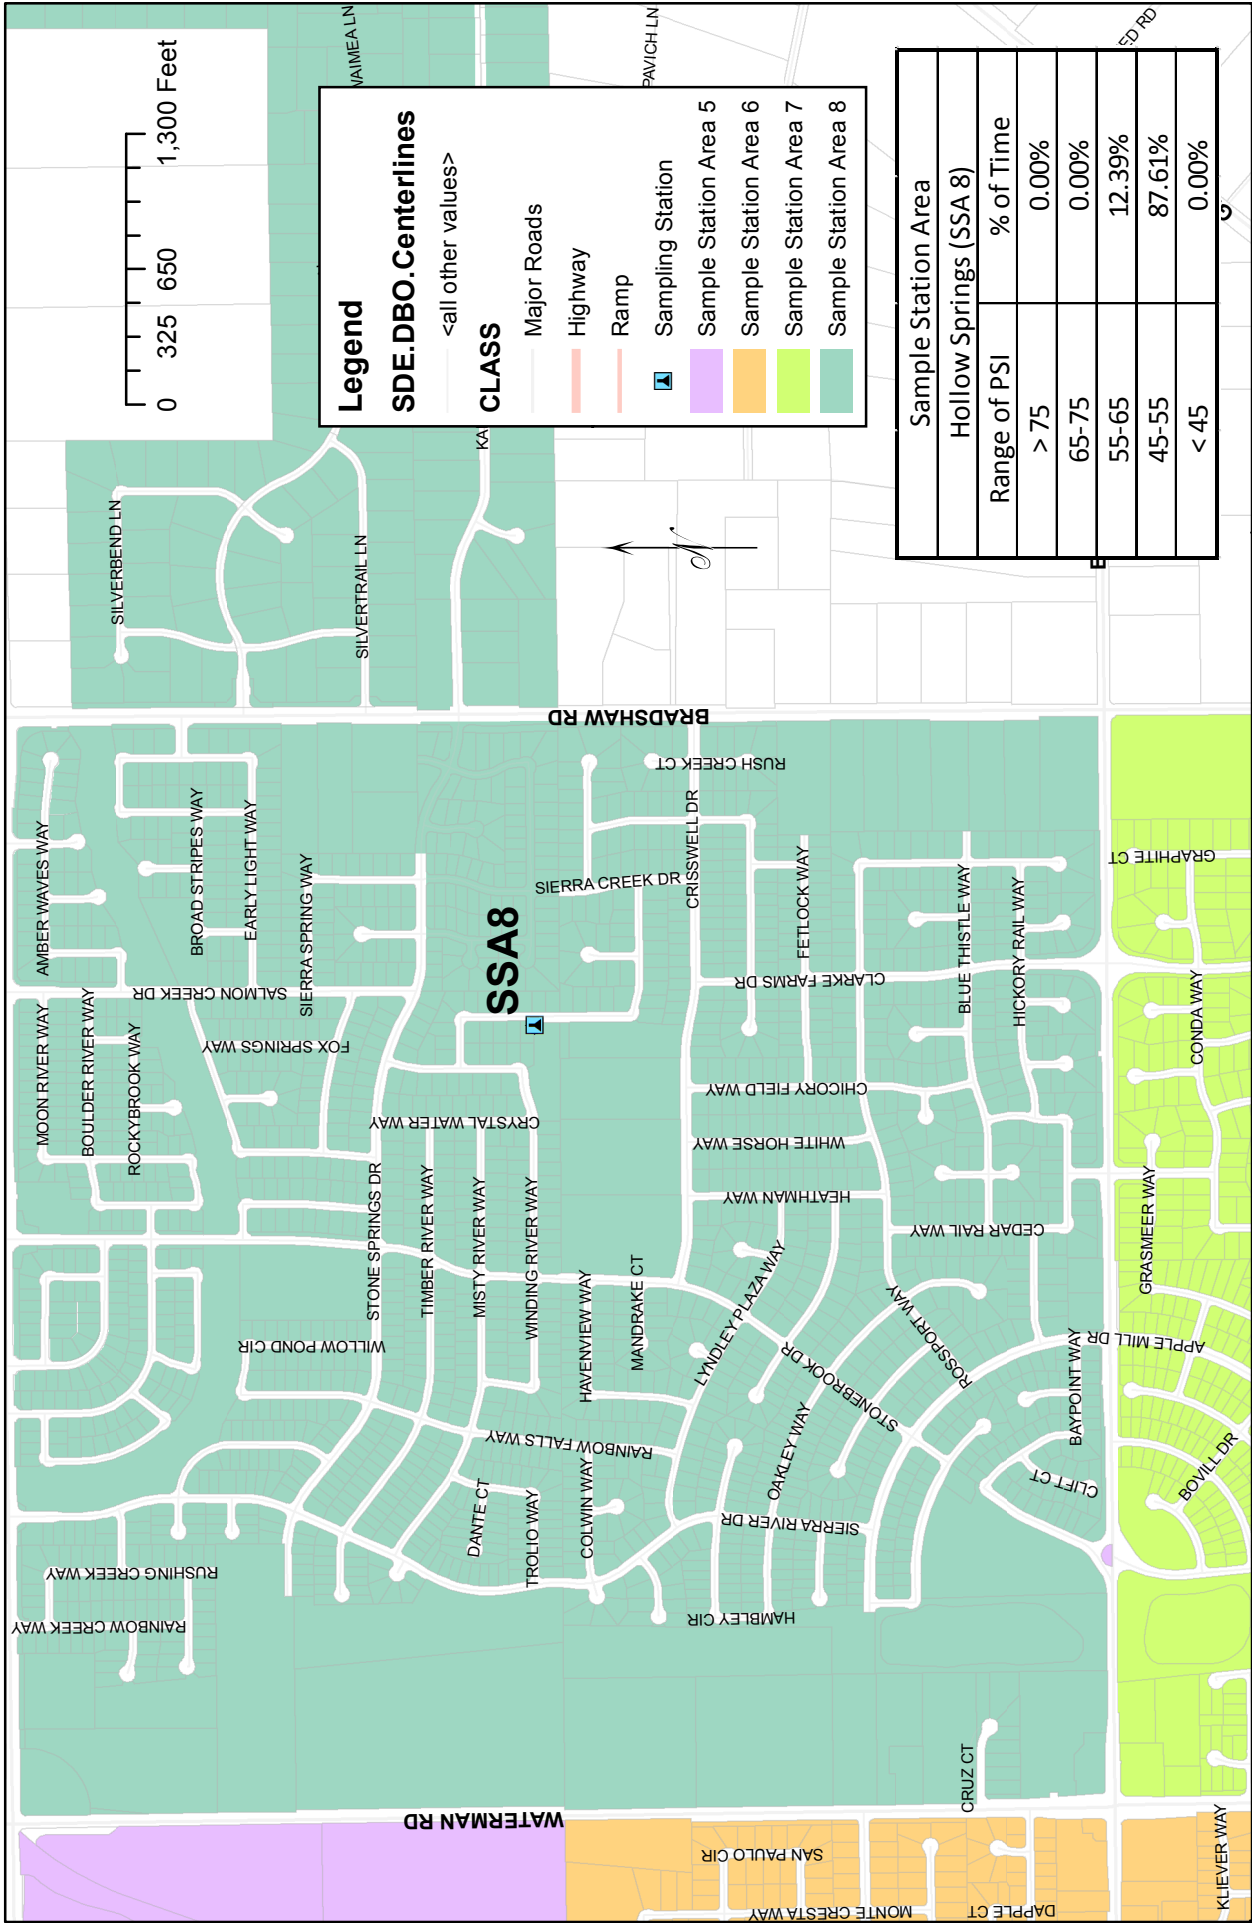 WAIMEA LN
PAVICH LN
ED RD
0 325 650 1,300 Feet
Legend
SDE.DBO.Centerlines
<all other values>
CLASS
Major Roads
Highway
Ramp
Sampling Station
Sample Station Area 5
Sample Station Area 6
Sample Station Area 7
Sample Station Area 8
Sample Station Area
Hollow Springs (SSA 8)
Range of PSI % of Time
> 75 0.00%
65-75 0.00%
55-65 12.39%
45-55 87.61%
< 45 0.00%
N
KA
SILVERBEND LN
SILVERTRAIL LN
BRADSHAW RD
AMBER WAVES WAY
BROAD STRIPES WAY
EARLY LIGHT WAY
SIERRA SPRING WAY
SALMON CREEK DR
MOON RIVER WAY
BOULDER RIVER WAY
ROCKYBROOK WAY
FOX SPRINGS WAY
SSA8
SIERRA CREEK DR
RUSH CREEK CT
CRISSWELL DR
FETLOCK WAY
CLARKE FARMS DR
BLUE THISTLE WAY
HICKORY RAIL WAY
GRAPHITE CT
CONDA WAY
CRYSTAL WATER WAY
STONE SPRINGS DR
TIMBER RIVER WAY
MISTY RIVER WAY
WINDING RIVER WAY
CHICORY FIELD WAY
WHITE HORSE WAY
HEATHMAN WAY
CEDAR RAIL WAY
GRASMEER WAY
WILLOW POND CIR
HAVENVIEW WAY
MANDRAKE CT
LYNDLEY PLAZA WAY
STONEBROOK DR
ROSSPORT WAY
APPLE MILL DR
BAYPOINT WAY
RAINBOW FALLS WAY
OAKLEY WAY
CLIFT CT
BOVILL DR
DANTE CT
TROLIO WAY
COLWIN WAY
SIERRA RIVER DR
HAMBLEY CIR
RUSHING CREEK WAY
RAINBOW CREEK WAY
CRUZ CT
WATERMAN RD
SAN PAULO CIR
MONTE CRESTA WAY
DAPPLE CT
KLIEVER WAY